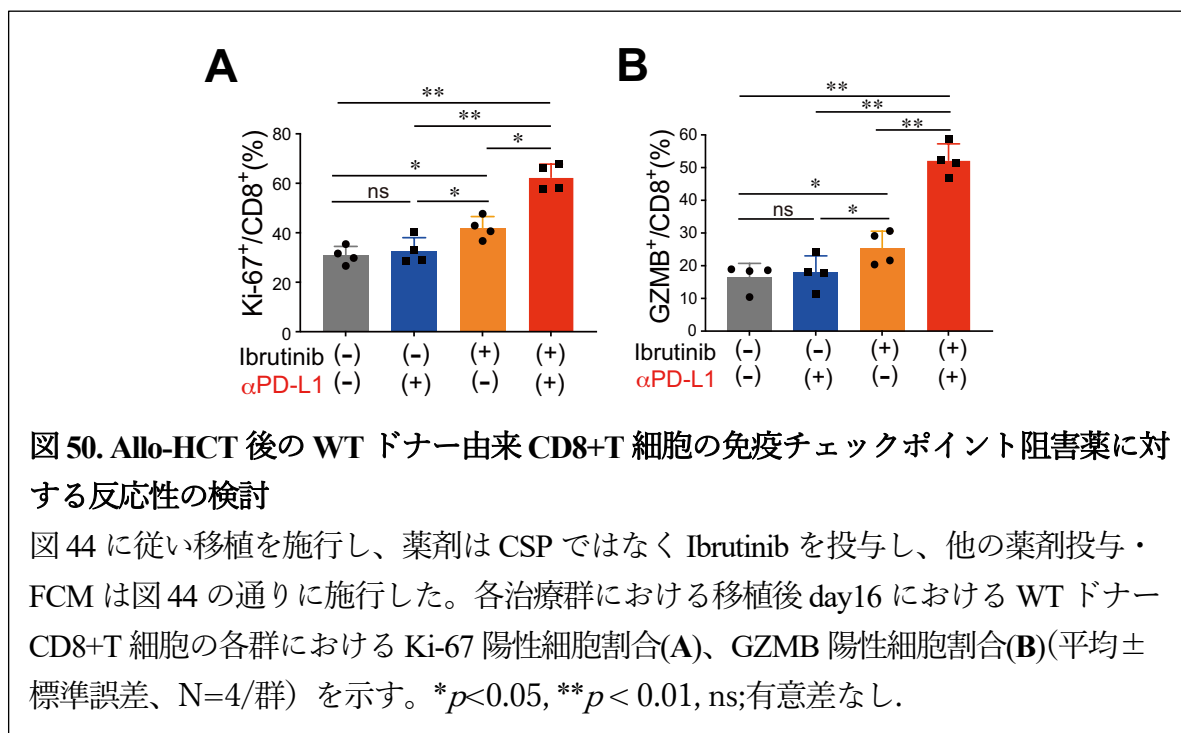 A
B
** 
**
*
*
ns
*
80
60
40
20
0
Ki-67⁺/CD8⁺(%)
Ibrutinib (-) (-) (+) (+)
αPD-L1 (-) (+) (-) (+)
**
**
**
*
ns
*
60
50
40
30
20
10
0
GZMB⁺/CD8⁺(%)
Ibrutinib (-) (-) (+) (+)
αPD-L1 (-) (+) (-) (+)
図 50. Allo-HCT 後の WT ドナー由来 CD8+T 細胞の免疫チェックポイント阻害薬に対
する反応性の検討
図 44 に従い移植を施行し、薬剤は CSP ではなく Ibrutinib を投与し、他の薬剤投与・
FCM は図 44 の通りに施行した。各治療群における移植後 day16 における WT ドナー
CD8+T 細胞の各群における Ki-67 陽性細胞割合(A)、GZMB 陽性細胞割合(B)(平均±
標準誤差、N=4/群）を示す。*p<0.05, **p < 0.01, ns;有意差なし.